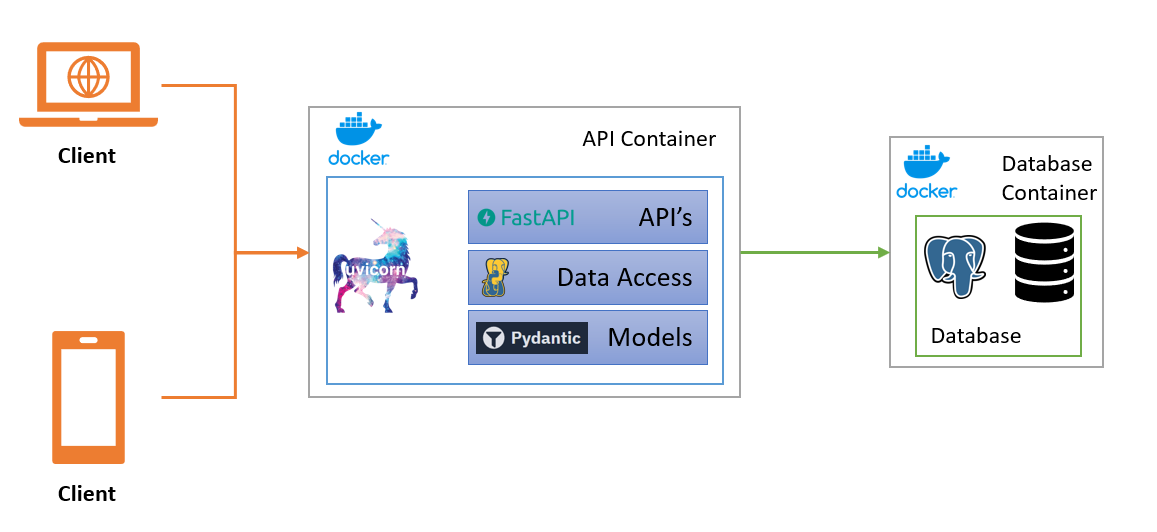 Client
Client
docker
API Container
uvicorn
FastAPI API's
Data Access
Pydantic Models
docker
Database
Container
Database